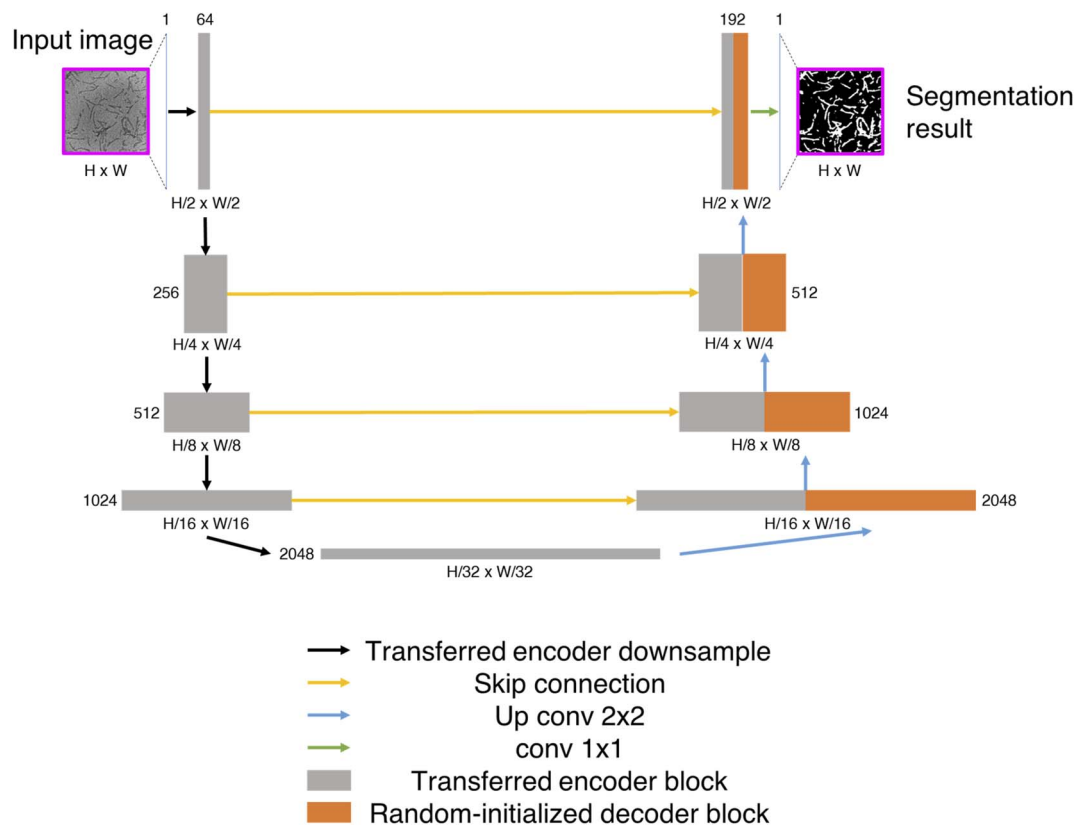 1
64
192
1
Input image
Segmentation
result
H x W
H x W
H/2 x W/2
H/2 x W/2
256
512
H/4 x W/4
H/4 x W/4
512
1024
H/8 x W/8
H/8 x W/8
1024
2048
H/16 x W/16
H/16 x W/16
2048
H/32 x W/32
Transferred encoder downsample
Skip connection
Up conv 2x2
conv 1x1
Transferred encoder block
Random-initialized decoder block